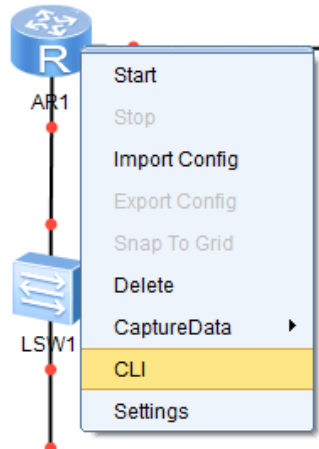 R
AR1
Start
Stop
Import Config
Export Config
Snap To Grid
Delete
CaptureData
LSW1
CLI
Settings